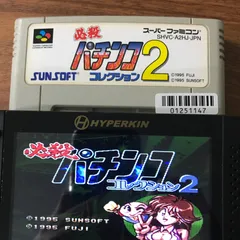 スーパーファミコン
SHVC-A2HJ-JPN
必殺
パチンコ
コレクション2
SUNSOFT
©1995 FUJI
©1995 SUNSOFT
01251147
HYPERKIN
必殺
パチンコ
コレクション2
©1995 SUNSOFT
©1995 FUJI